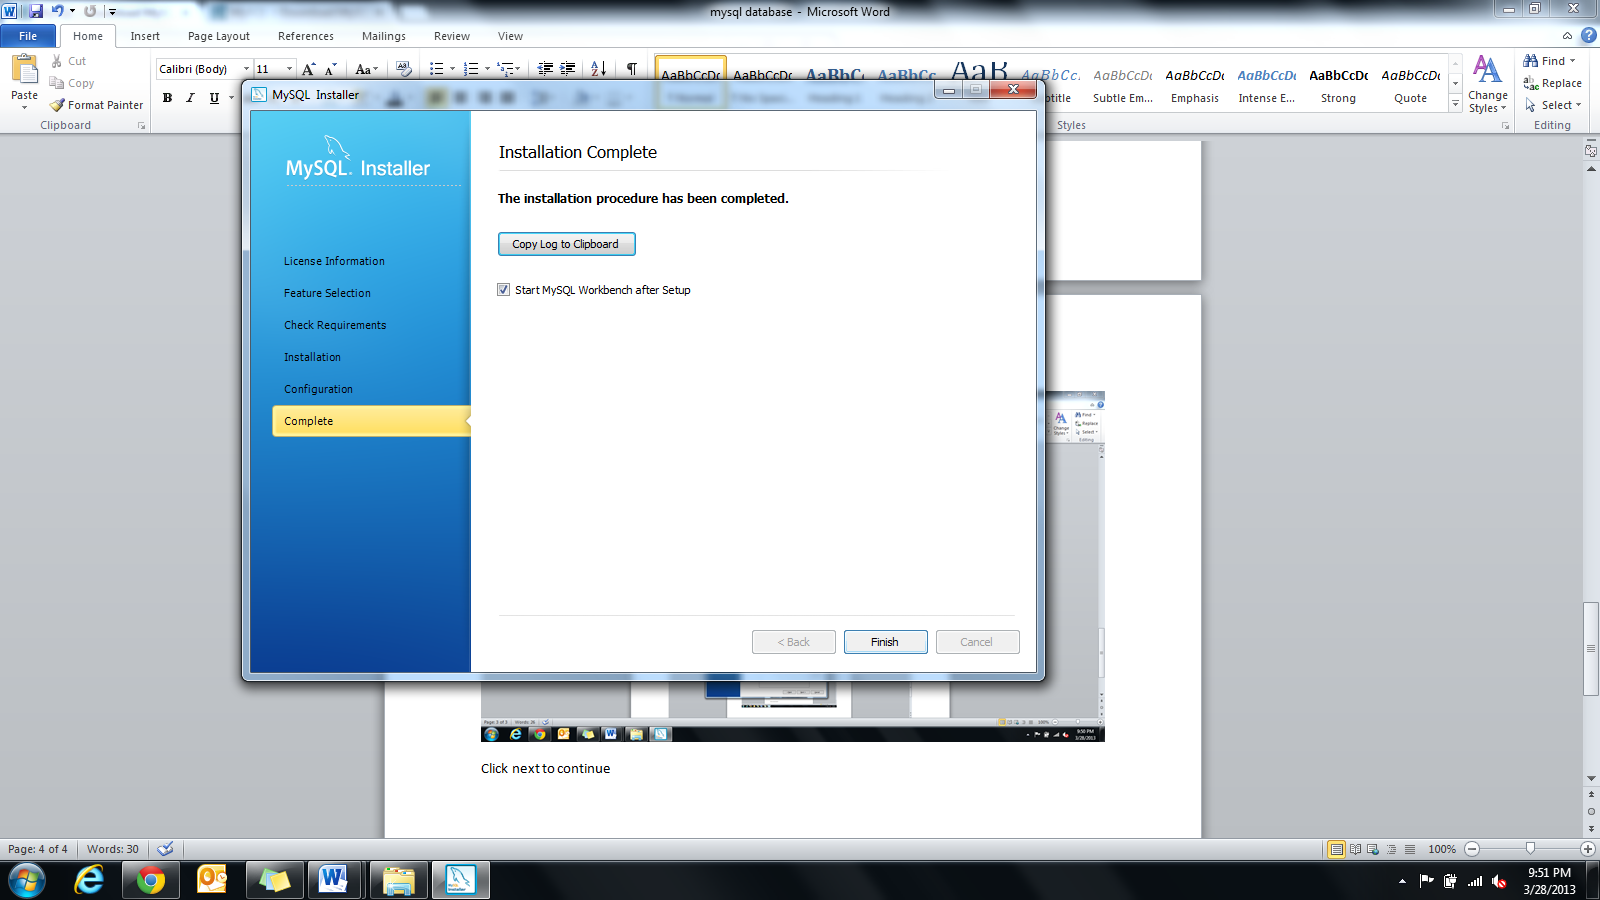 mysql database - Microsoft Word
File Home Insert Page Layout References Mailings Review View
Paste
Cut
Copy
Format Painter
Clipboard
Calibri (Body) 11
AaBbCcDc AaBbCcDc AaBbC AaBbCc AaB AaBbCc. AaBbCcDc AaBbCcDc AaBbCcDc AaBbCcDc AaBbCcDc
Subtle Em... Emphasis Intense E... Strong Quote
Change Styles
Styles
Find
Replace
Select
Editing
MySQL Installer
MySQL. Installer
License Information
Feature Selection
Check Requirements
Installation
Configuration
Complete
Installation Complete
The installation procedure has been completed.
Copy Log to Clipboard
Start MySQL Workbench after Setup
< Back Finish Cancel
Click next to continue
Page: 4 of 4 Words: 30
100%
9:51 PM
3/28/2013